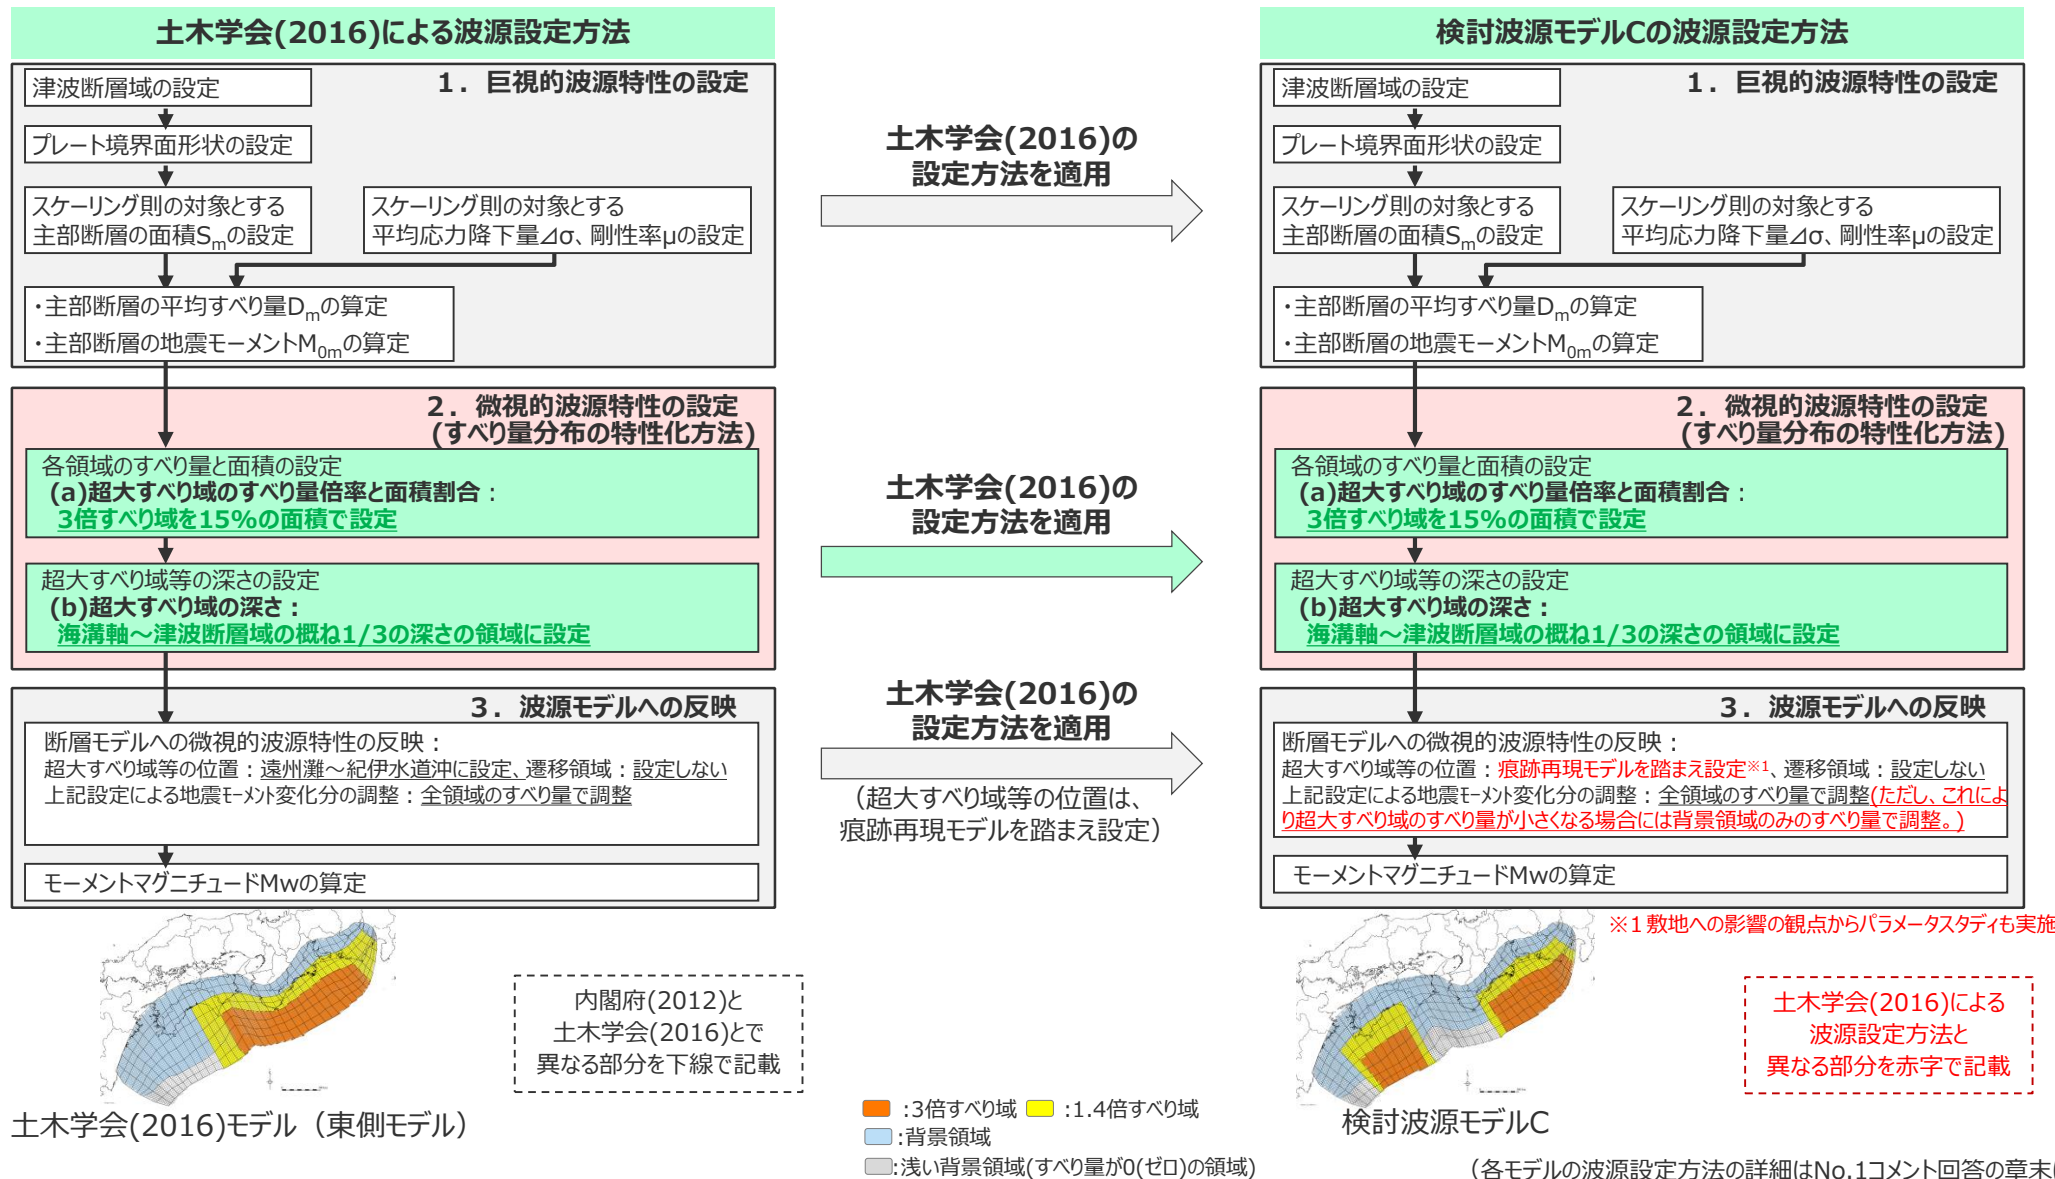 土木学会(2016)による波源設定方法
1．巨視的波源特性の設定
津波断層域の設定
プレート境界面形状の設定
スケーリング則の対象とする
主部断層の面積Smの設定
スケーリング則の対象とする
平均応力降下量⊿σ、剛性率μの設定
・主部断層の平均すべり量Dmの算定
・主部断層の地震モーメントM0mの算定
2．微視的波源特性の設定
(すべり量分布の特性化方法)
各領域のすべり量と面積の設定
(a)超大すべり域のすべり量倍率と面積割合：
3倍すべり域を15%の面積で設定
超大すべり域等の深さの設定
(b)超大すべり域の深さ：
海溝軸～津波断層域の概ね1/3の深さの領域に設定
3．波源モデルへの反映
断層モデルへの微視的波源特性の反映：
超大すべり域等の位置：遠州灘～紀伊水道沖に設定、遷移領域：設定しない
上記設定による地震モーメント変化分の調整：全領域のすべり量で調整
モーメントマグニチュードMwの算定
土木学会(2016)モデル（東側モデル）
内閣府(2012)と
土木学会(2016)とで
異なる部分を下線で記載
土木学会(2016)の
設定方法を適用
土木学会(2016)の
設定方法を適用
土木学会(2016)の
設定方法を適用
（超大すべり域等の位置は、
痕跡再現モデルを踏まえ設定）
:3倍すべり域 :1.4倍すべり域
:背景領域
:浅い背景領域(すべり量が0(ゼロ)の領域)
検討波源モデルCの波源設定方法
1．巨視的波源特性の設定
津波断層域の設定
プレート境界面形状の設定
スケーリング則の対象とする
主部断層の面積Smの設定
スケーリング則の対象とする
平均応力降下量⊿σ、剛性率μの設定
・主部断層の平均すべり量Dmの算定
・主部断層の地震モーメントM0mの算定
2．微視的波源特性の設定
(すべり量分布の特性化方法)
各領域のすべり量と面積の設定
(a)超大すべり域のすべり量倍率と面積割合：
3倍すべり域を15%の面積で設定
超大すべり域等の深さの設定
(b)超大すべり域の深さ：
海溝軸～津波断層域の概ね1/3の深さの領域に設定
3．波源モデルへの反映
断層モデルへの微視的波源特性の反映：
超大すべり域等の位置：痕跡再現モデルを踏まえ設定※1、遷移領域：設定しない
上記設定による地震モーメント変化分の調整：全領域のすべり量で調整(ただし、これによ
り超大すべり域のすべり量が小さくなる場合には背景領域のみのすべり量で調整。)
モーメントマグニチュードMwの算定
※1 敷地への影響の観点からパラメータスタディも実施
検討波源モデルC
土木学会(2016)による
波源設定方法と
異なる部分を赤字で記載
（各モデルの波源設定方法の詳細はNo.1コメント回答の章末